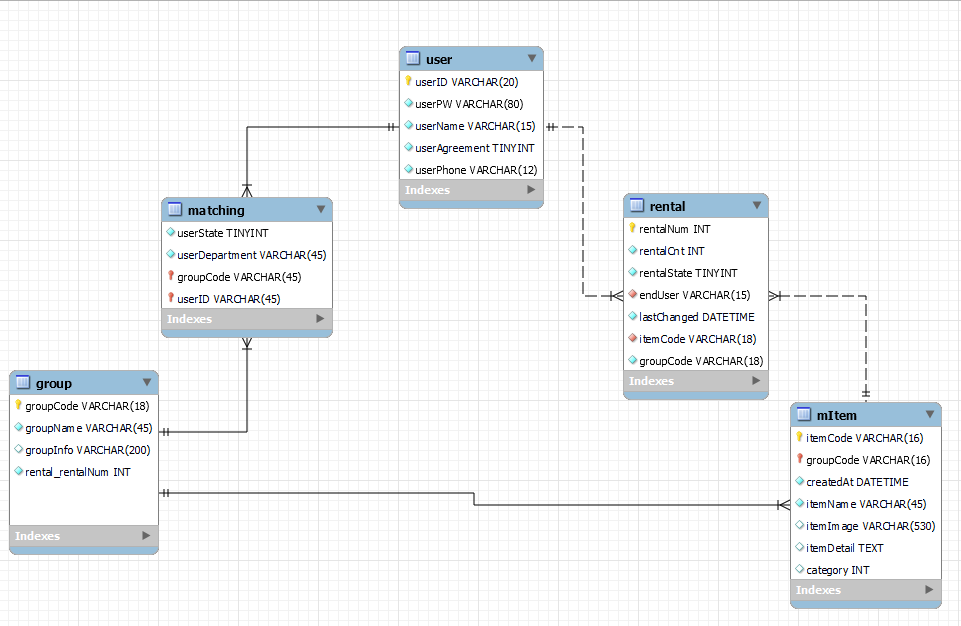 user
userID VARCHAR(20)
userPW VARCHAR(80)
userName VARCHAR(15)
userAgreement TINYINT
userPhone VARCHAR(12)
Indexes
matching
userState TINYINT
userDepartment VARCHAR(45)
groupCode VARCHAR(45)
userID VARCHAR(45)
Indexes
rental
rentalNum INT
rentalCnt INT
rentalState TINYINT
endUser VARCHAR(15)
lastChanged DATETIME
itemCode VARCHAR(18)
groupCode VARCHAR(18)
Indexes
group
groupCode VARCHAR(18)
groupName VARCHAR(45)
groupInfo VARCHAR(200)
rental_rentalNum INT
Indexes
mItem
itemCode VARCHAR(16)
groupCode VARCHAR(16)
createdAt DATETIME
itemName VARCHAR(45)
itemImage VARCHAR(530)
itemDetail TEXT
category INT
Indexes